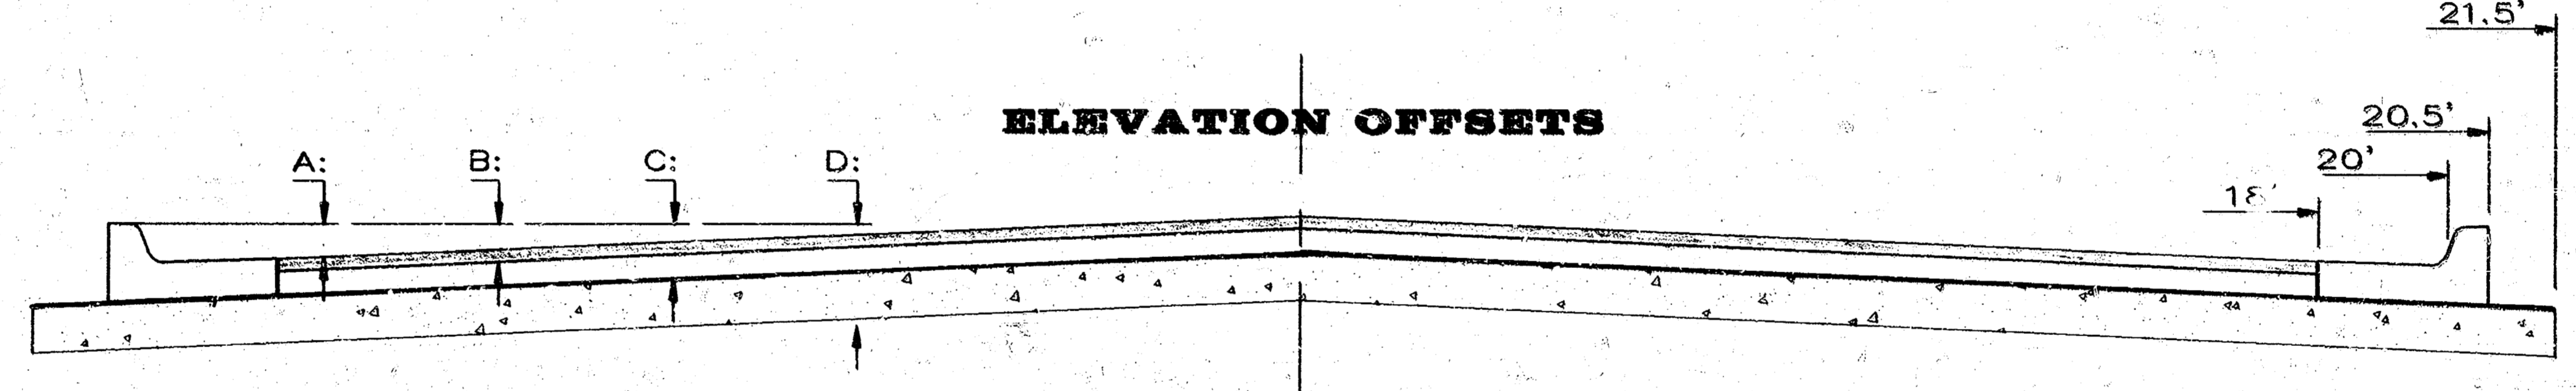 21.5'
ELEVATION OFFSETS
20.5'
A:
B:
C:
D:
20'
18'